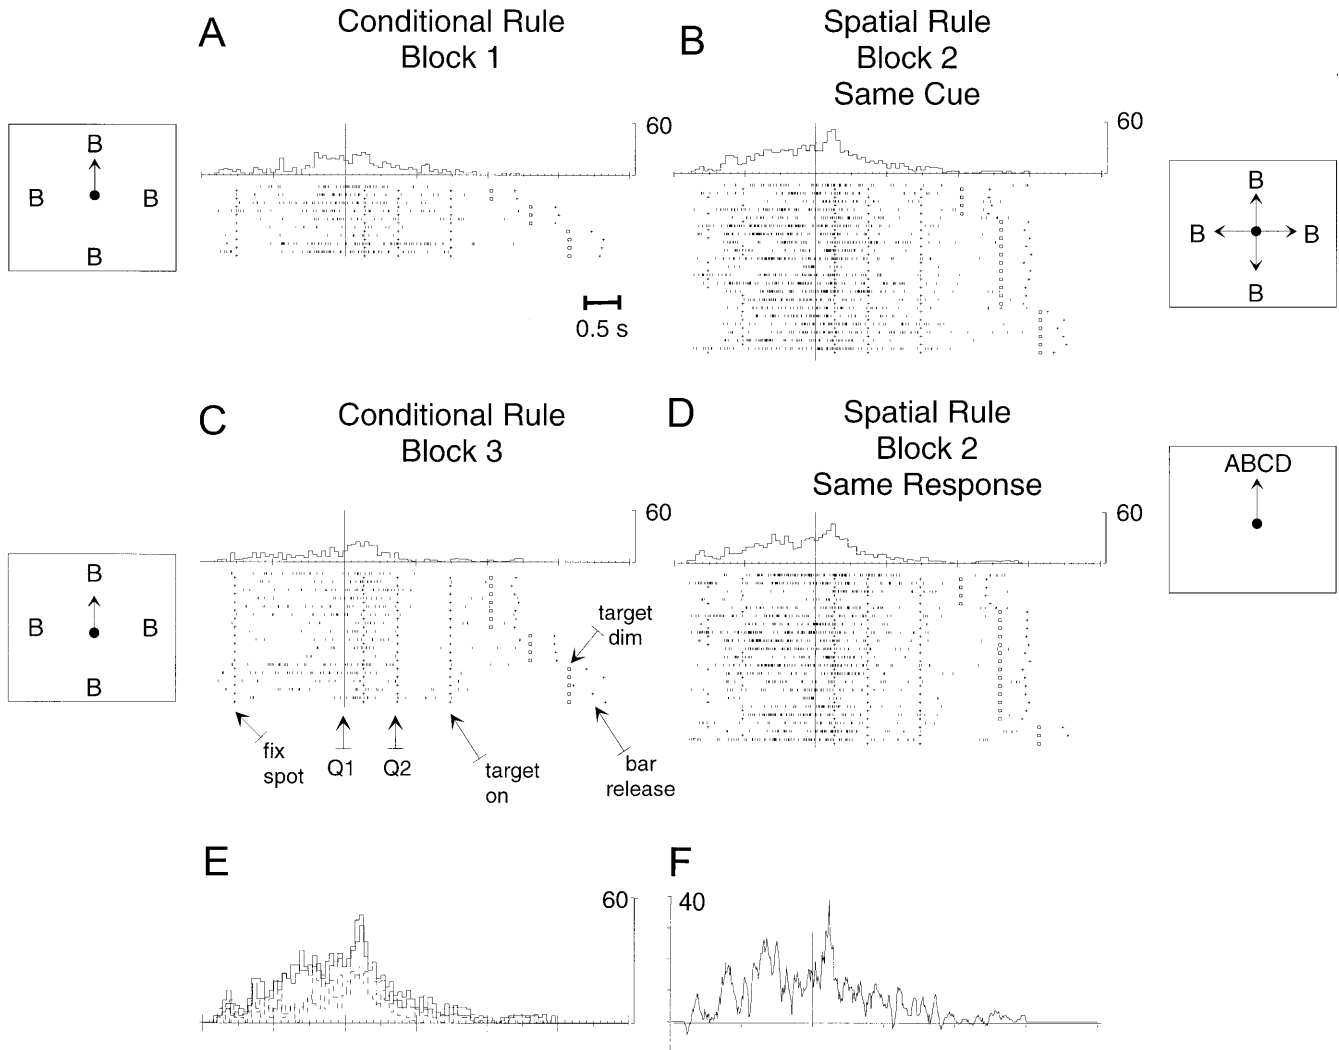 A
Conditional Rule
Block 1
60
B
B
B
B
0.5 s
B
Spatial Rule
Block 2
Same Cue
60
B
B
B
B
C
Conditional Rule
Block 3
60
B
B
B
B
fix
spot
Q1
Q2
target
on
target
dim
bar
release
D
Spatial Rule
Block 2
Same Response
60
ABCD
E
60
F
40